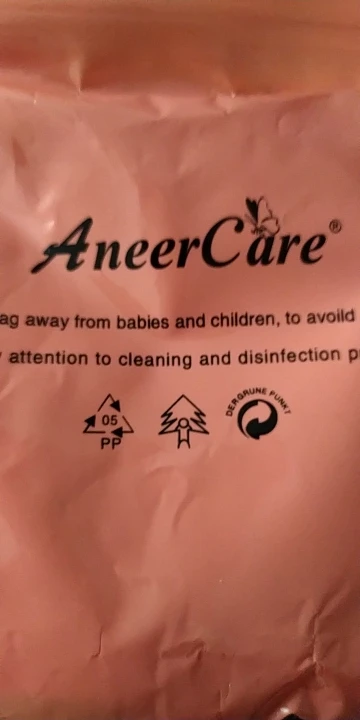 AneerCare®
ag away from babies and children, to avoild
attention to cleaning and disinfection p
05
PP
DERGRUNE PUNKT